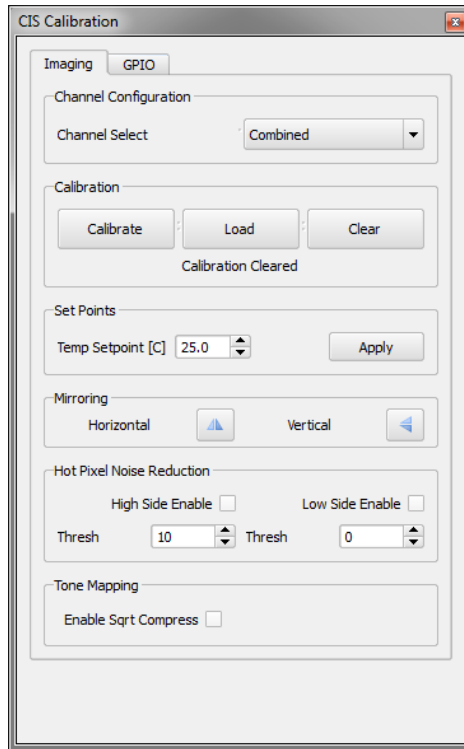 CIS Calibration
Imaging GPIO
Channel Configuration
Channel Select Combined
Calibration
Calibrate Load Clear
Calibration Cleared
Set Points
Temp Setpoint [C] 25.0 Apply
Mirroring
Horizontal Vertical
Hot Pixel Noise Reduction
High Side Enable Low Side Enable
Thresh 10 Thresh 0
Tone Mapping
Enable Sqrt Compress